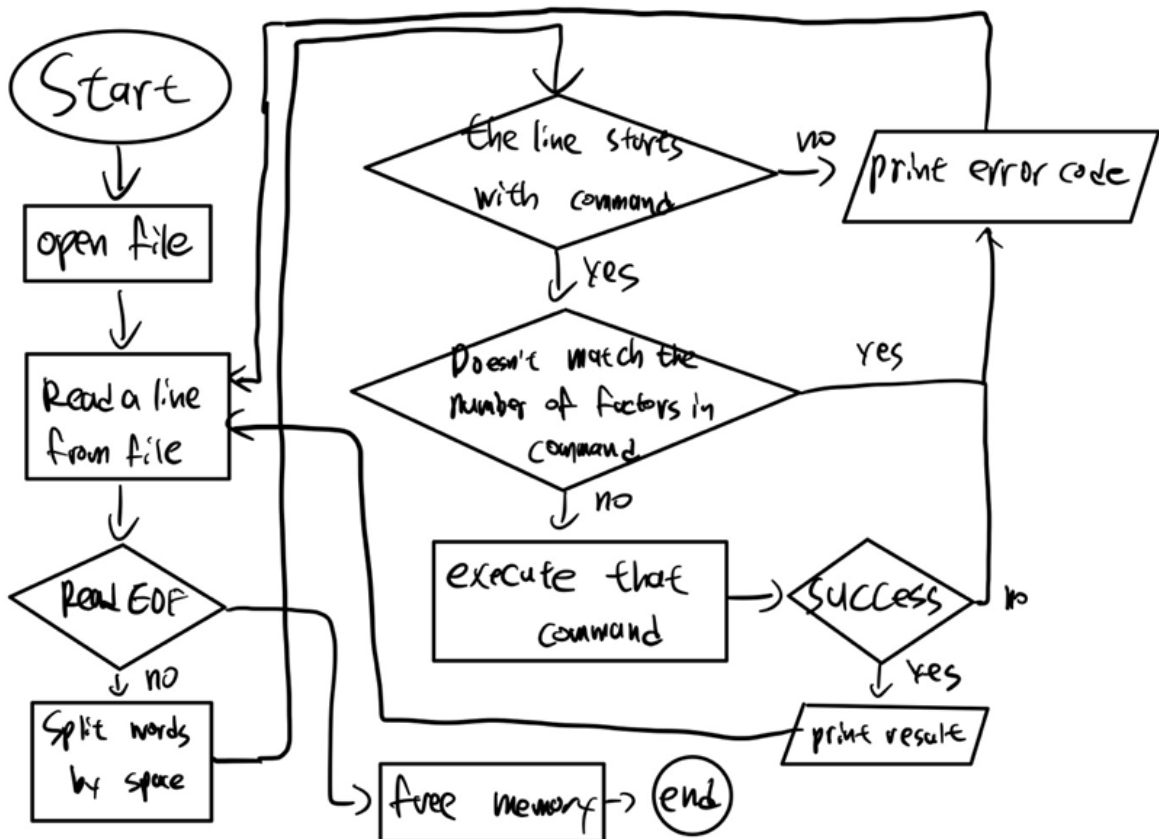 Start
open file
Read a line
from file
Read EOF
no
Split words
by space
the line starts
with command
no
print error code
Yes
Doesn't match the
number of factors in
command
Yes
no
execute that
command
success
no
Yes
print result
free memory
end